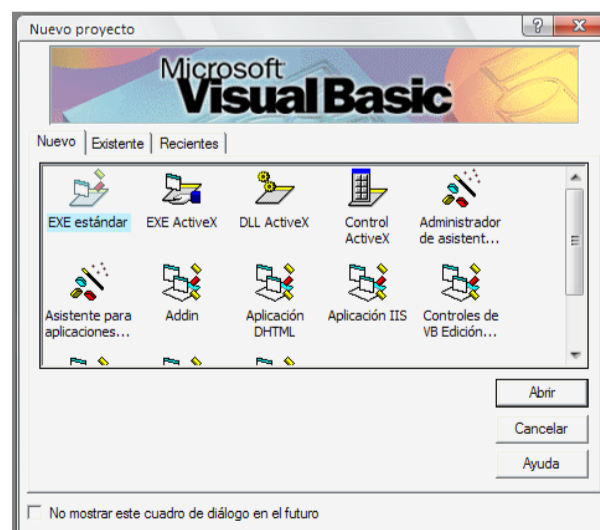 Nuevo proyecto
Microsoft
Visual Basic
Nuevo Existente Recientes
EXE estándar EXE ActiveX DLL ActiveX Control ActiveX Administrador de asistent...
Asistente para aplicaciones... Addin Aplicación DHTML Aplicación IIS Controles de VB Edición...
Abrir
Cancelar
Ayuda
No mostrar este cuadro de diálogo en el futuro